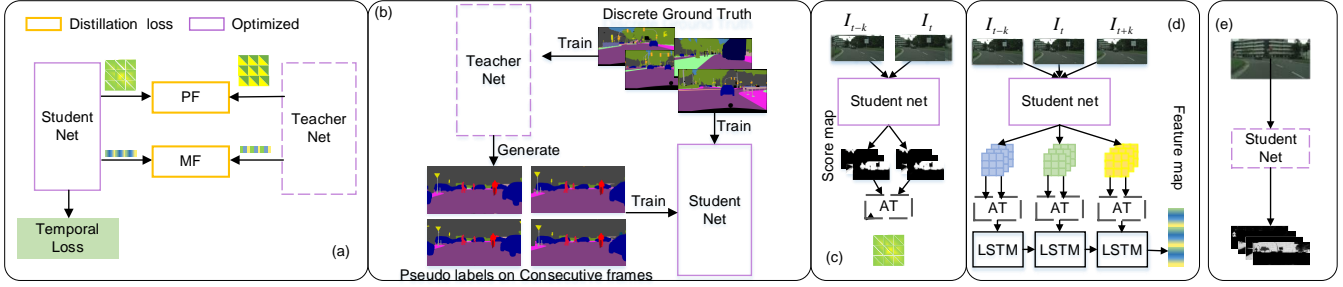 Distillation loss
Optimized
Student
Net
PF
MF
Teacher
Net
Temporal
Loss
(a)
(b)
Discrete Ground Truth
Teacher
Net
Train
Train
Generate
Train
Student
Net
Pseudo labels on Consecutive frames
I_{t-k}
I_t
Student net
Score map
AT
(c)
I_{t-k}
I_t
I_{t+k}
(d)
Student net
Feature map
AT
AT
AT
LSTM
LSTM
LSTM
(e)
Student
Net